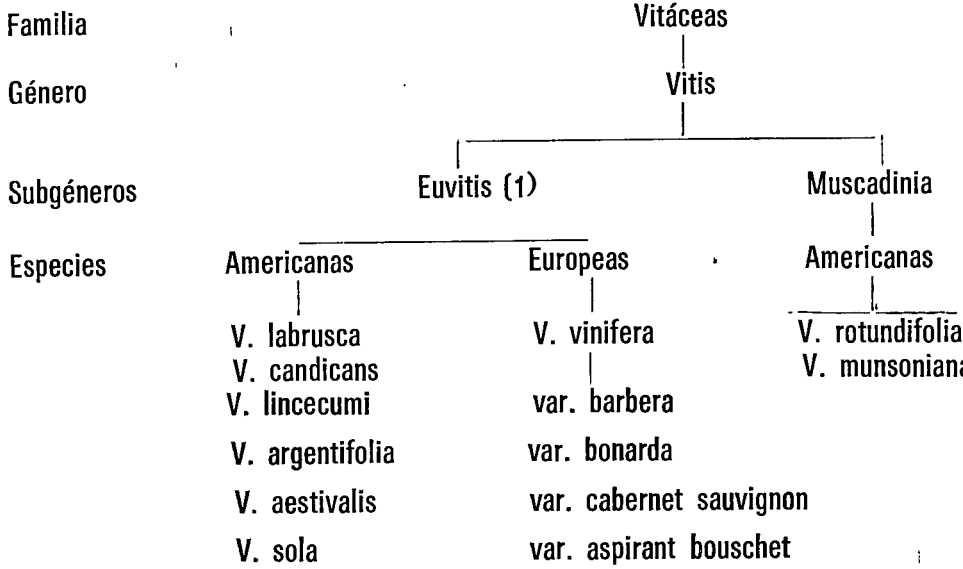 Familia Vitáceas
Género Vitis
Subgéneros Euvitis (1) Muscadinia
Especies Americanas Europeas Americanas
V. labrusca V. vinifera V. rotundifolia
V. candicans V. munsoniana
V. lincecumi var. barbera
V. argentifolia var. bonarda
V. aestivalis var. cabernet sauvignon
V. sola var. aspirant bouschet